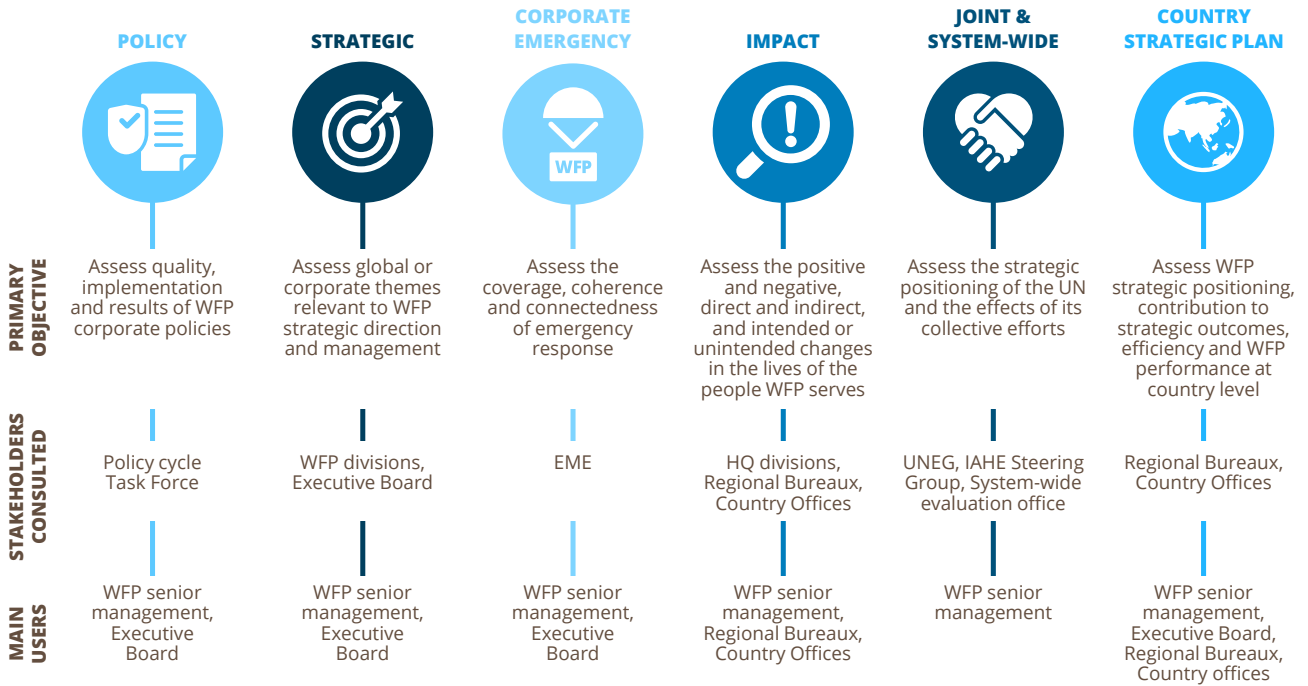 POLICY
STRATEGIC
CORPORATE
EMERGENCY
IMPACT
JOINT &
SYSTEM-WIDE
COUNTRY
STRATEGIC PLAN
WFP
PRIMARY
OBJECTIVE
Assess quality,
implementation
and results of WFP
corporate policies
Assess global or
corporate themes
relevant to WFP
strategic direction
and management
Assess the
coverage, coherence
and connectedness
of emergency
response
Assess the positive
and negative,
direct and indirect,
and intended or
unintended changes
in the lives of the
people WFP serves
Assess the strategic
positioning of the UN
and the effects of its
collective efforts
Assess WFP
strategic positioning,
contribution to
strategic outcomes,
efficiency and WFP
performance at
country level
STAKEHOLDERS
CONSULTED
Policy cycle
Task Force
WFP divisions,
Executive Board
EME
HQ divisions,
Regional Bureaux,
Country Offices
UNEG, IAHE Steering
Group, System-wide
evaluation office
Regional Bureaux,
Country Offices
MAIN
USERS
WFP senior
management,
Executive
Board
WFP senior
management,
Executive
Board
WFP senior
management,
Executive
Board
WFP senior
management,
Regional Bureaux,
Country Offices
WFP senior
management
WFP senior
management,
Executive Board,
Regional Bureaux,
Country offices